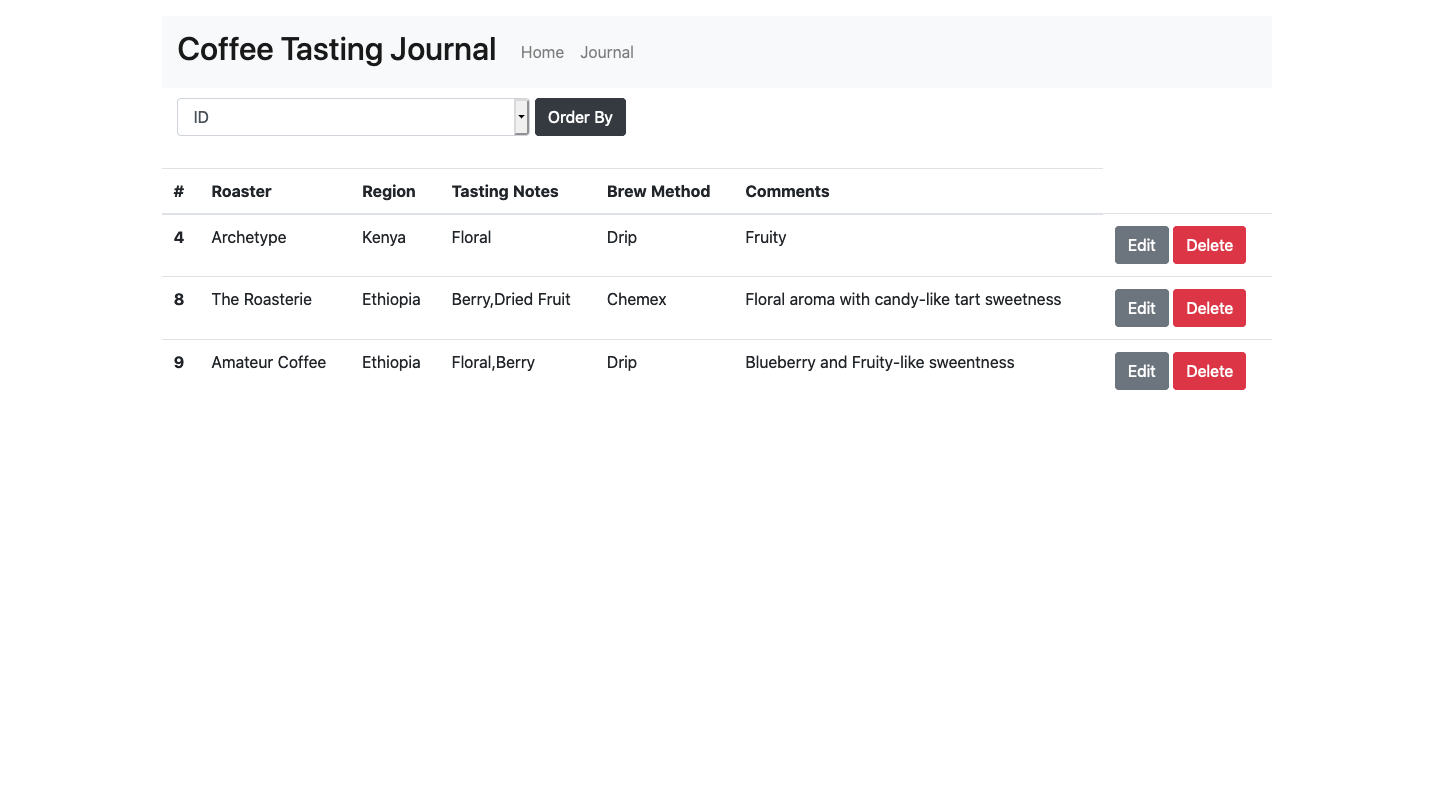 Coffee Tasting Journal Home Journal
ID Order By
# Roaster Region Tasting Notes Brew Method Comments
4 Archetype Kenya Floral Drip Fruity Edit Delete
8 The Roasterie Ethiopia Berry,Dried Fruit Chemex Floral aroma with candy-like tart sweetness Edit Delete
9 Amateur Coffee Ethiopia Floral,Berry Drip Blueberry and Fruity-like sweentness Edit Delete